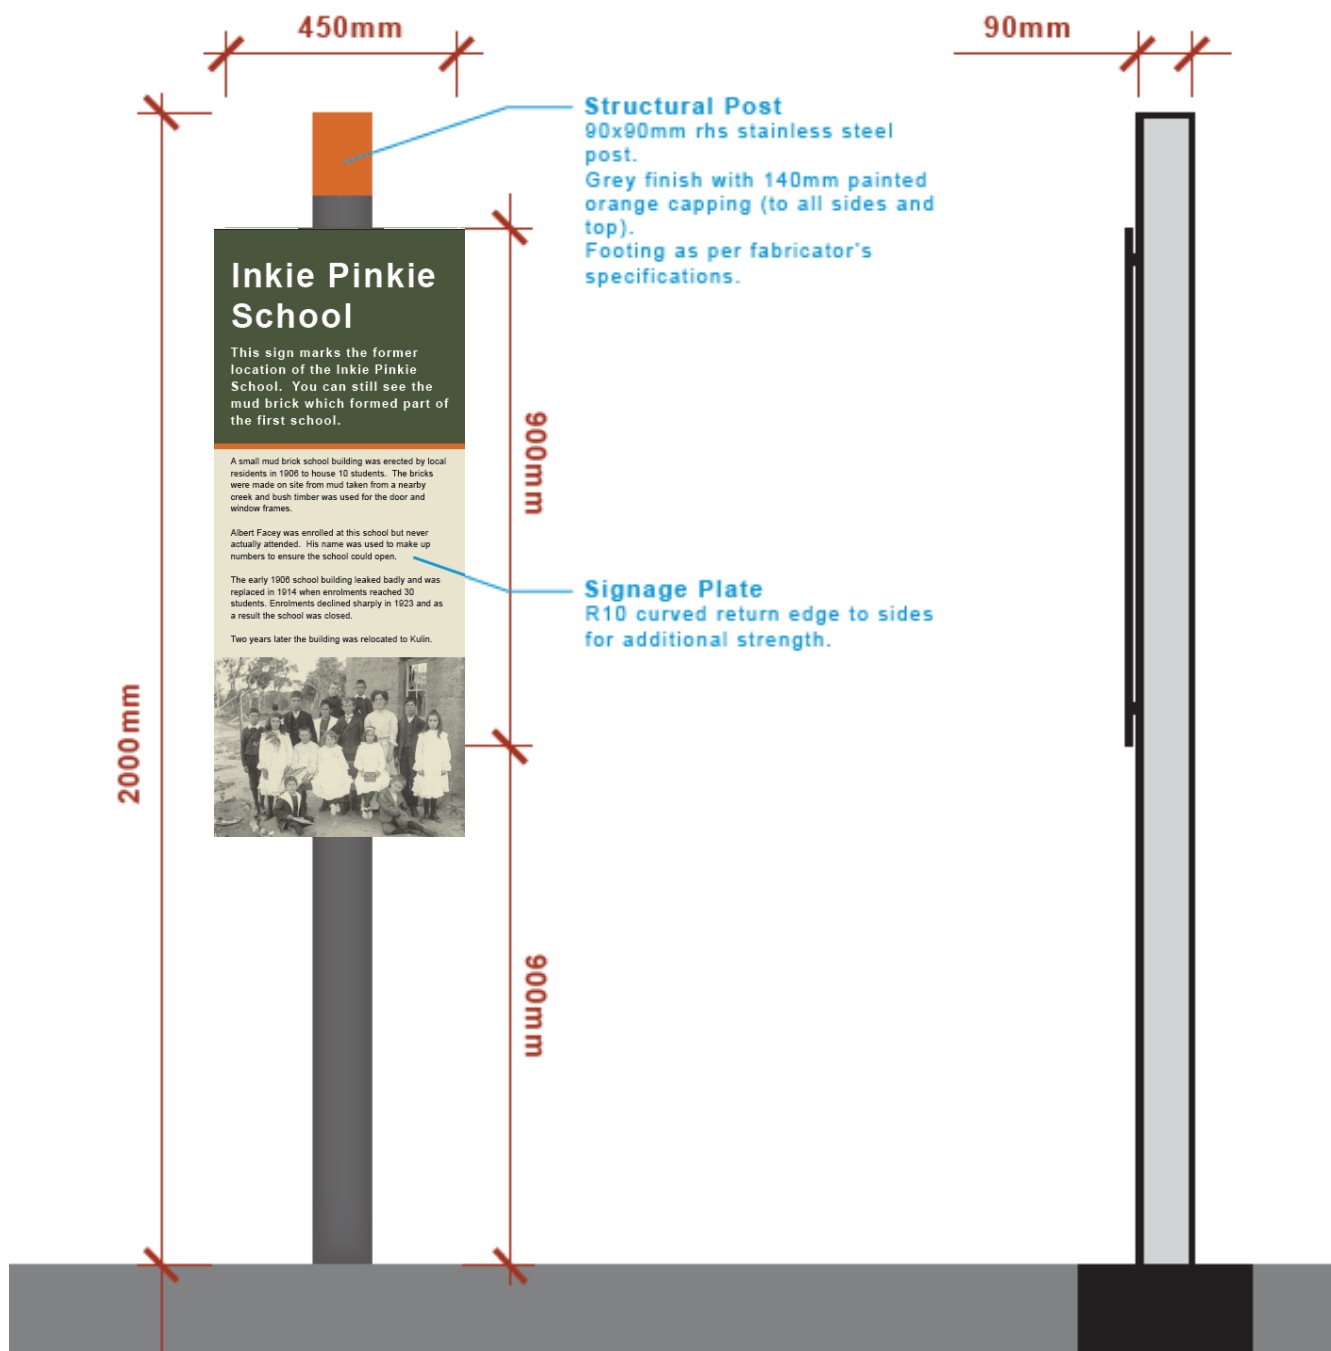 450mm
90mm
Structural Post
90x90mm rhs stainless steel
post.
Grey finish with 140mm painted
orange capping (to all sides and
top).
Footing as per fabricator's
specifications.
Inkie Pinkie
School
This sign marks the former
location of the Inkie Pinkie
School.  You can still see the
mud brick which formed part of
the first school.
900mm
A small mud brick school building was erected by local
residents in 1906 to house 10 students.  The bricks
were made on site from mud taken from a nearby
creek and bush timber was used for the door and
window frames.
Albert Facey was enrolled at this school but never
actually attended.  His name was used to make up
numbers to ensure the school could open.
The early 1906 school building leaked badly and was
replaced in 1914 when enrolments reached 30
students. Enrolments declined sharply in 1923 and as
a result the school was closed.
Two years later the building was relocated to Kulin.
Signage Plate
R10 curved return edge to sides
for additional strength.
2000mm
900mm